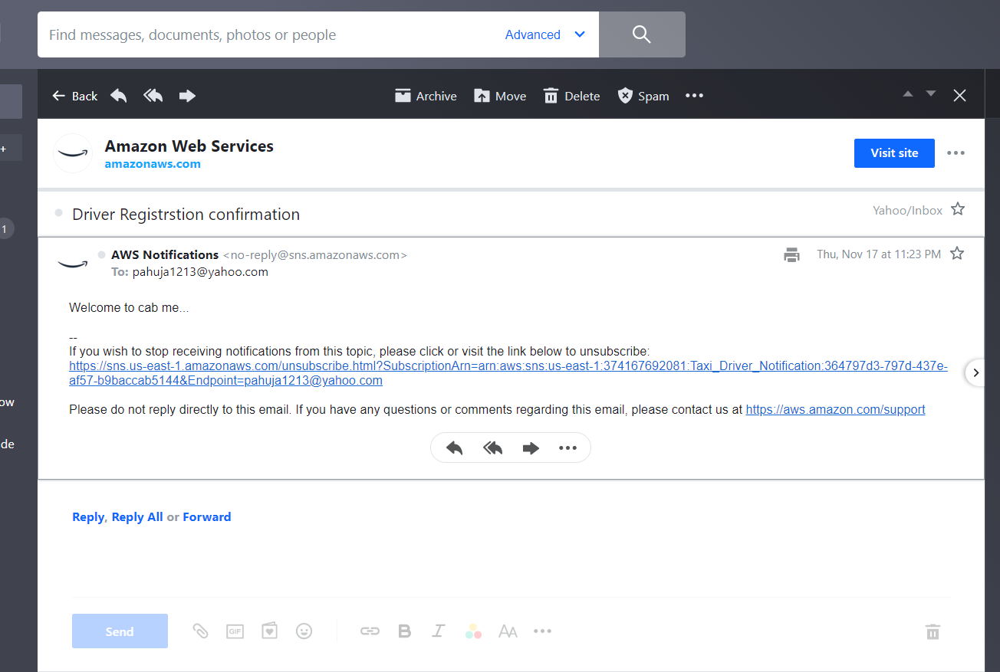 Find messages, documents, photos or people Advanced
Back Archive Move Delete Spam
+
Amazon Web Services
amazonaws.com
Visit site
Driver Registrstion confirmation Yahoo/Inbox
1
AWS Notifications <no-reply@sns.amazonaws.com> Thu, Nov 17 at 11:23 PM
To: pahuja1213@yahoo.com
Welcome to cab me...
--
If you wish to stop receiving notifications from this topic, please click or visit the link below to unsubscribe:
https://sns.us-east-1.amazonaws.com/unsubscribe.html?SubscriptionArn=arn:aws:sns:us-east-1:374167692081:Taxi_Driver_Notification:364797d3-797d-437e-
af57-b9baccab5144&Endpoint=pahuja1213@yahoo.com
ow
Please do not reply directly to this email. If you have any questions or comments regarding this email, please contact us at https://aws.amazon.com/support
de
Reply, Reply All or Forward
Send GIF B I AA